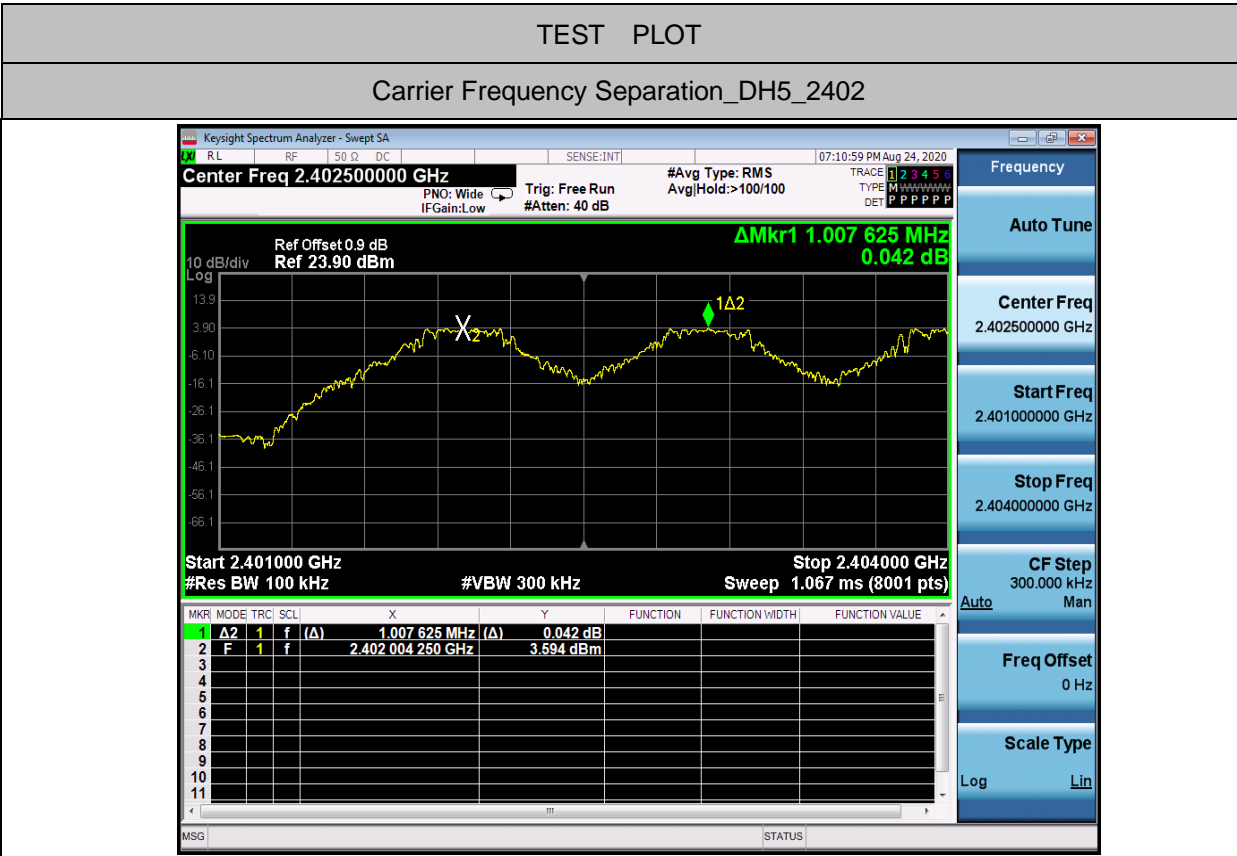 TEST PLOT
Carrier Frequency Separation_DH5_2402
Keysight Spectrum Analyzer - Swept SA
LXI RL RF 50 Ω DC SENSE:INT 07:10:59 PM Aug 24, 2020
Center Freq 2.402500000 GHz
PNO: Wide
IFGain:Low
Trig: Free Run
#Atten: 40 dB
#Avg Type: RMS
Avg|Hold:>100/100
TRACE 1 2 3 4 5 6
TYPE M W W W W W
DET P P P P P P
Ref Offset 0.9 dB
10 dB/div Ref 23.90 dBm
Log
ΔMkr1 1.007 625 MHz
0.042 dB
13.9
3.90
-6.10
-16.1
-26.1
-36.1
-46.1
-56.1
-66.1
X2
1Δ2
Start 2.401000 GHz Stop 2.404000 GHz
#Res BW 100 kHz #VBW 300 kHz Sweep 1.067 ms (8001 pts)
MKR MODE TRC SCL X Y FUNCTION FUNCTION WIDTH FUNCTION VALUE
1 Δ2 1 f (Δ) 1.007 625 MHz (Δ) 0.042 dB
2 F 1 f 2.402 004 250 GHz 3.594 dBm
3
4
5
6
7
8
9
10
11
MSG STATUS
Frequency
Auto Tune
Center Freq
2.402500000 GHz
Start Freq
2.401000000 GHz
Stop Freq
2.404000000 GHz
CF Step
300.000 kHz
Auto Man
Freq Offset
0 Hz
Scale Type
Log Lin